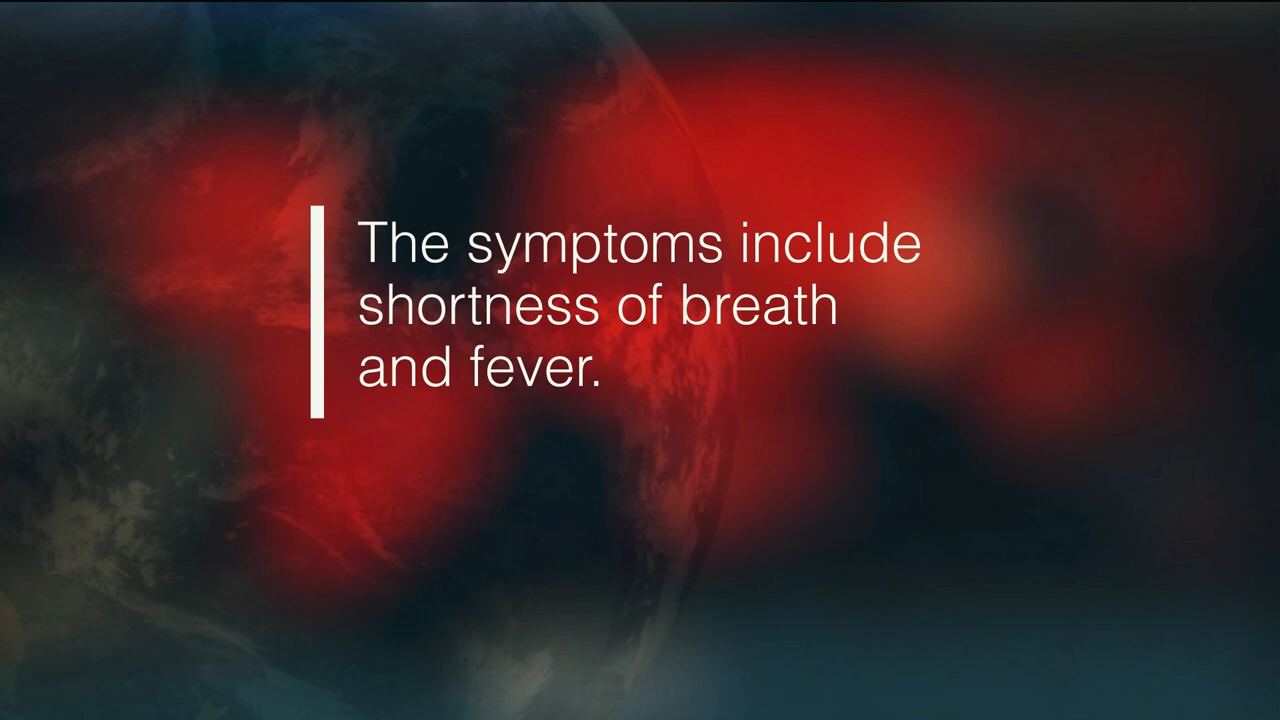 The symptoms include
shortness of breath
and fever.